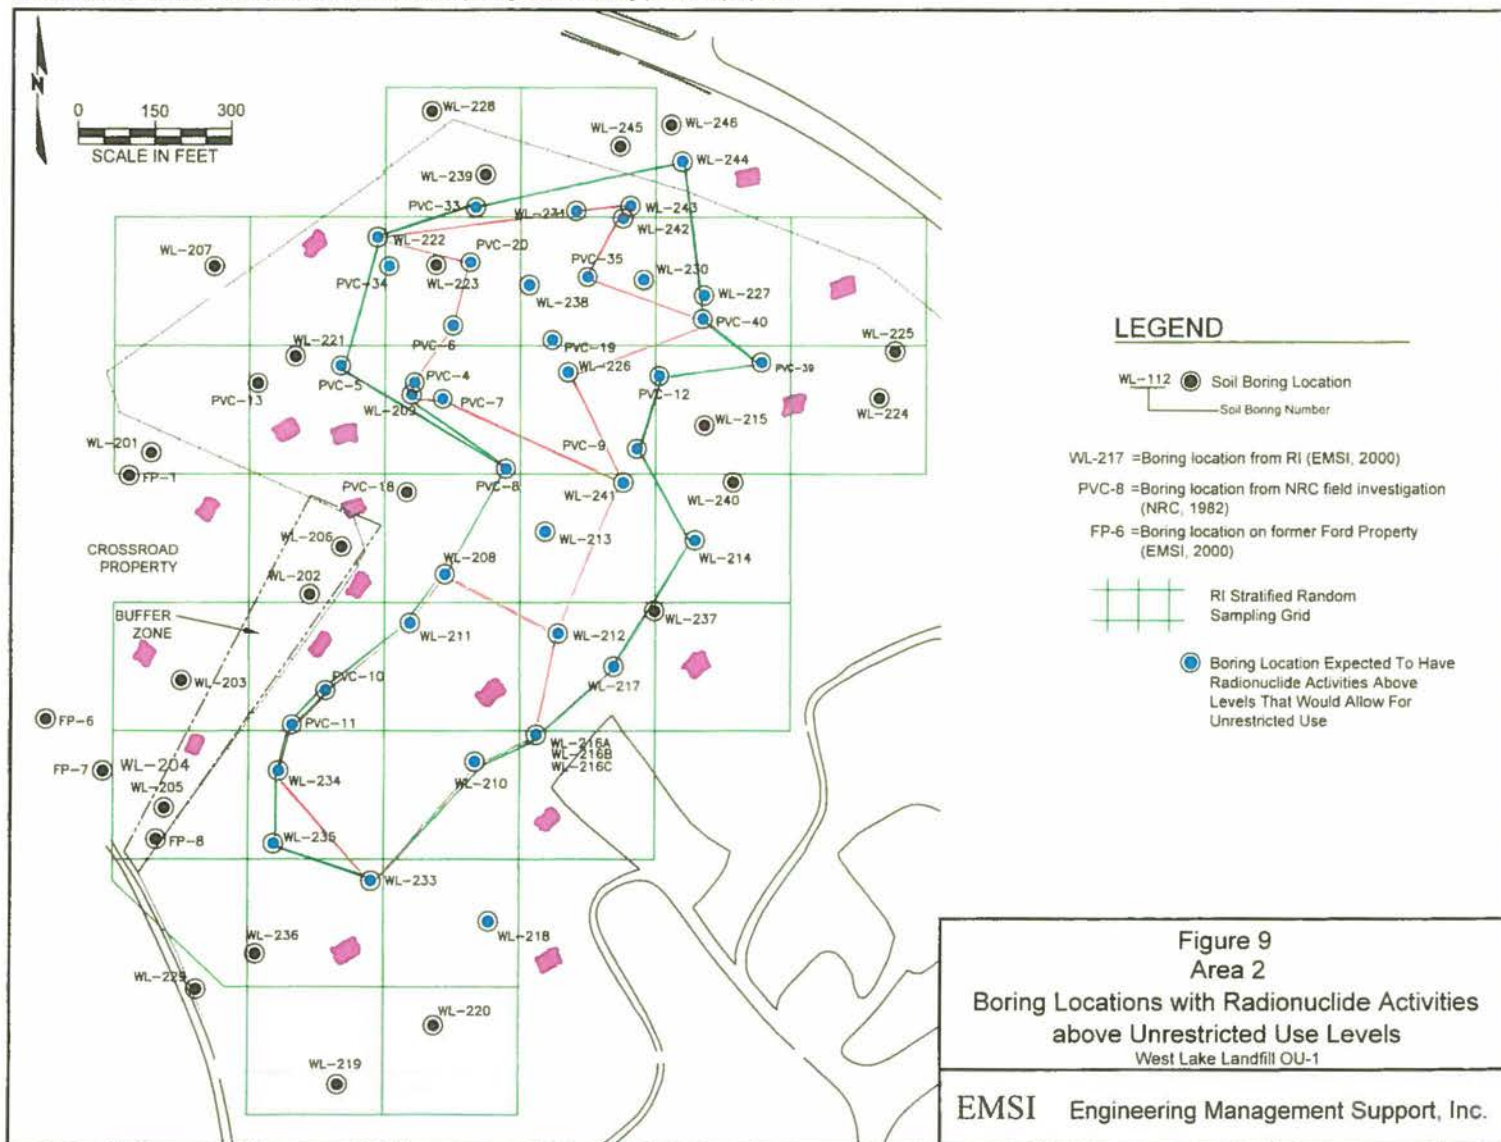 N
0 150 300
SCALE IN FEET
WL-228
WL-245
WL-246
WL-244
WL-239
PVC-33
WL-243
WL-242
WL-207
WL-222
PVC-20
PVC-35
WL-230
PVC-34
WL-223
WL-238
WL-227
PVC-40
WL-221
PVC-6
PVC-19
WL-225
PVC-5
PVC-4
WL-226
PVC-39
PVC-13
PVC-12
WL-209
PVC-7
WL-215
WL-224
WL-201
PVC-9
FP-1
PVC-8
PVC-18
WL-241
WL-240
WL-206
WL-213
WL-214
CROSSROAD
PROPERTY
WL-208
WL-202
BUFFER
ZONE
WL-211
WL-212
WL-237
WL-203
WL-217
PVC-10
FP-6
PVC-11
WL-216A
WL-216B
WL-216C
FP-7
WL-204
WL-234
WL-210
WL-205
FP-8
WL-235
WL-233
WL-236
WL-218
WL-229
WL-220
WL-219
LEGEND
WL-112 Soil Boring Location
Soil Boring Number
WL-217 =Boring location from RI (EMSI, 2000)
PVC-8 =Boring location from NRC field investigation
(NRC, 1982)
FP-6 =Boring location on former Ford Property
(EMSI, 2000)
RI Stratified Random
Sampling Grid
Boring Location Expected To Have
Radionuclide Activities Above
Levels That Would Allow For
Unrestricted Use
Figure 9
Area 2
Boring Locations with Radionuclide Activities
above Unrestricted Use Levels
West Lake Landfill OU-1
EMSI Engineering Management Support, Inc.